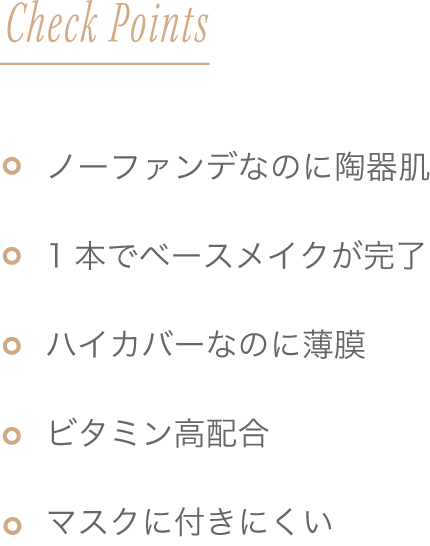 Check Points
ノーファンデなのに陶器肌
1本でベースメイクが完了
ハイカバーなのに薄膜
ビタミン高配合
マスクに付きにくい